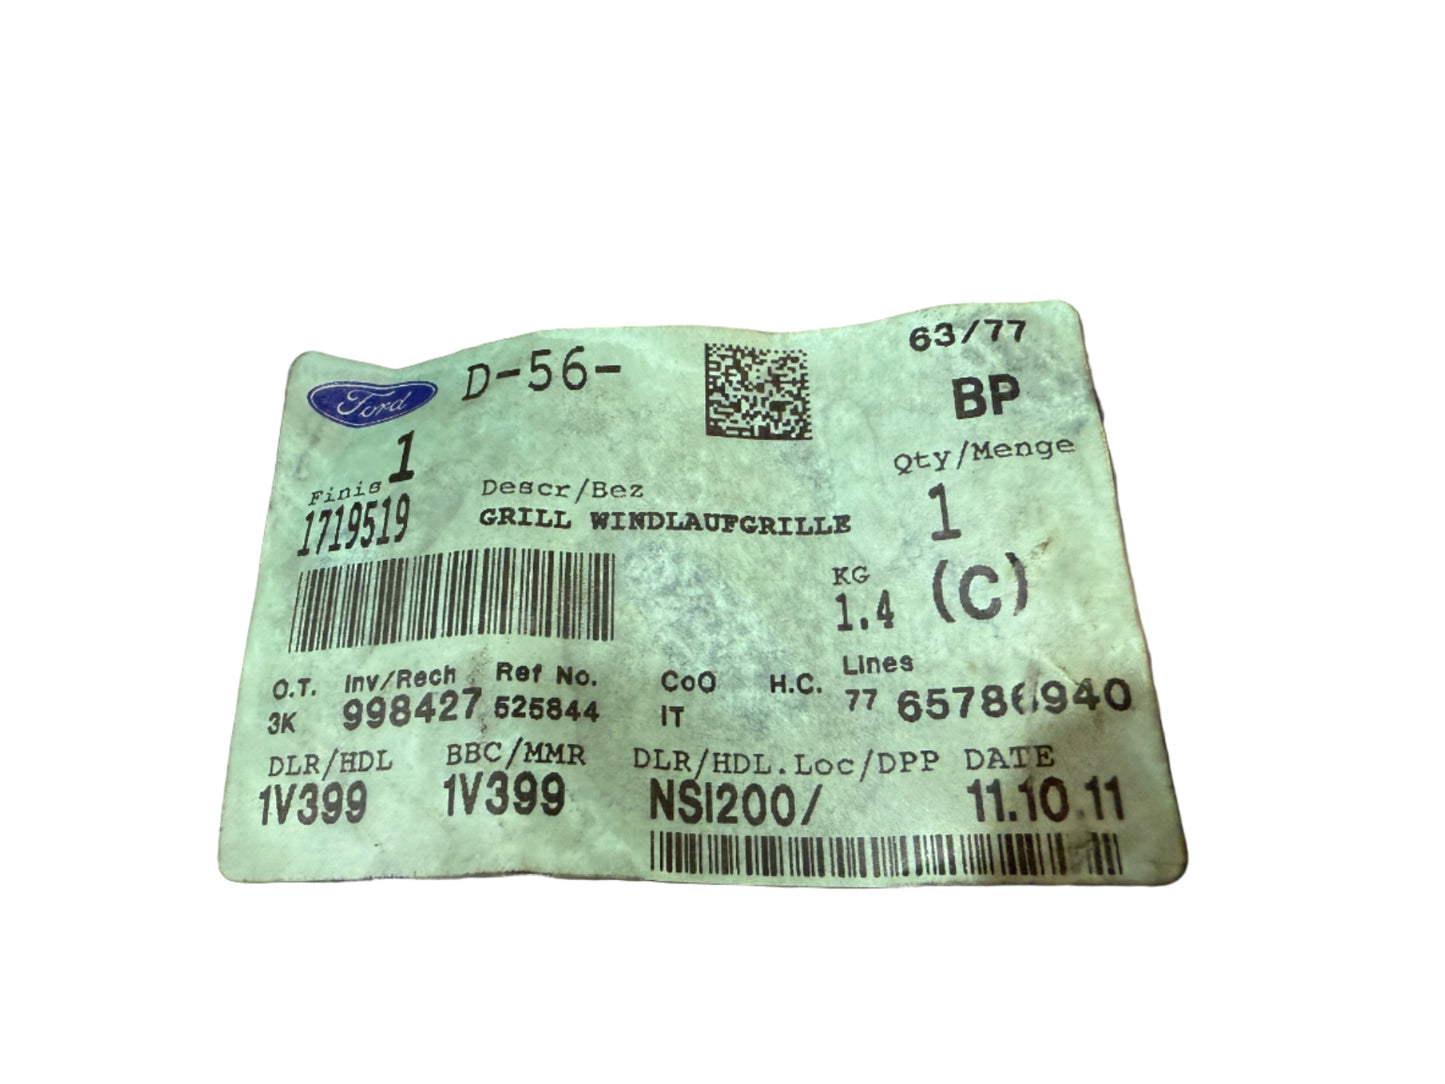 63/77
Ford D-56-
BP
1
Qty/Menge
Finis Descr/Bez
1
1719519 GRILL WINDLAUFGRILLE
KG
1.4 (C)
O.T. Inv/Rech Ref No. CoO H.C. Lines
3K 998427 525844 IT 77
DLR/HDL BBC/MMR DLR/HDL.Loc/DPP DATE
1V399 1V399 NSI200/ 11.10.11